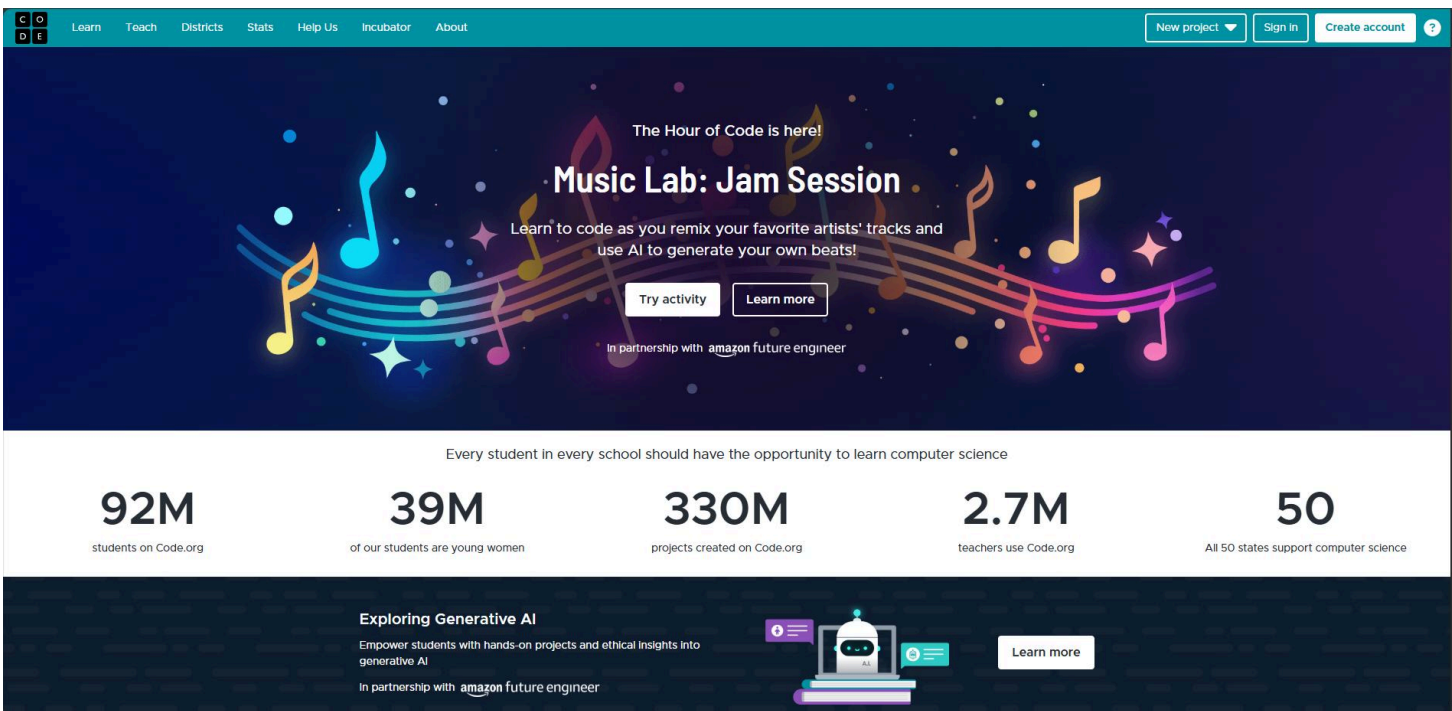 C O
D E
Learn Teach Districts Stats Help Us Incubator About
New project Sign in Create account ?
The Hour of Code is here!
Music Lab: Jam Session
Learn to code as you remix your favorite artists' tracks and
use AI to generate your own beats!
Try activity Learn more
In partnership with amazon future engineer
Every student in every school should have the opportunity to learn computer science
92M 39M 330M 2.7M 50
students on Code.org of our students are young women projects created on Code.org teachers use Code.org All 50 states support computer science
Exploring Generative AI
Empower students with hands-on projects and ethical insights into
generative AI
In partnership with amazon future engineer
A.I.
Learn more